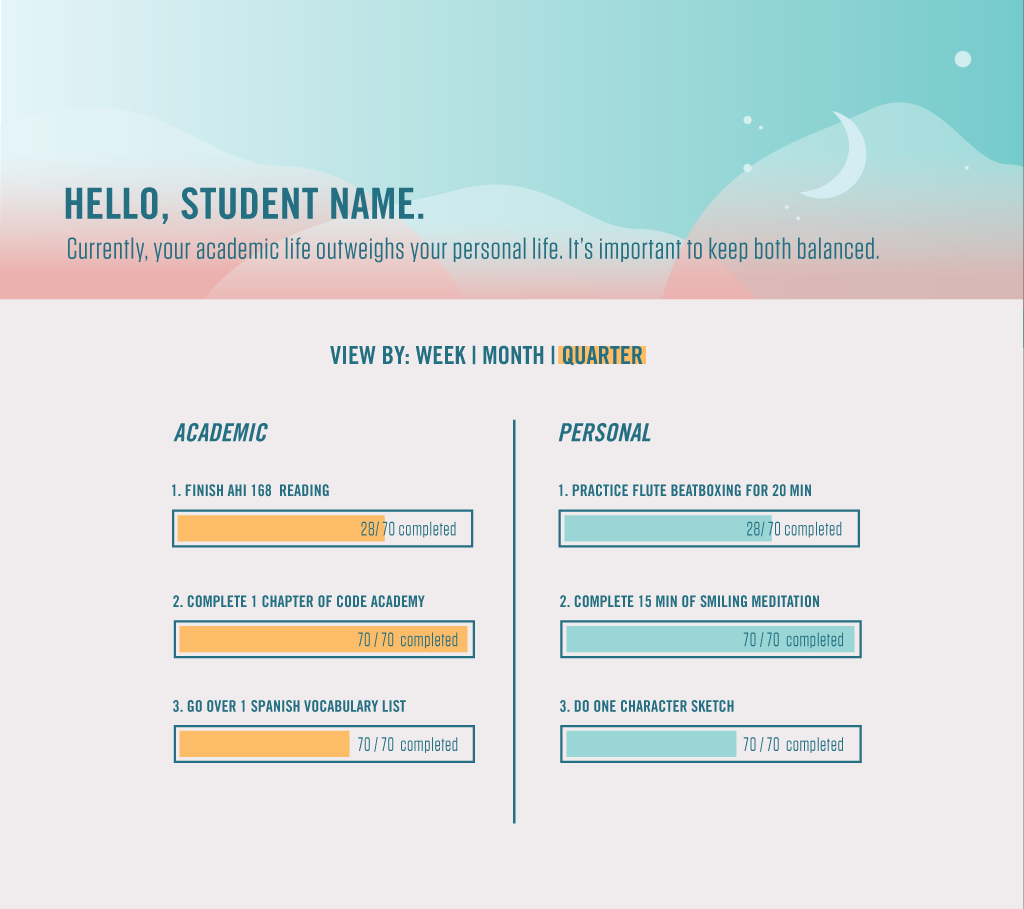 HELLO, STUDENT NAME.
Currently, your academic life outweighs your personal life. It's important to keep both balanced.
VIEW BY: WEEK | MONTH | QUARTER
ACADEMIC
1. FINISH AHI 168 READING
28/ 70 completed
2. COMPLETE 1 CHAPTER OF CODE ACADEMY
70 / 70 completed
3. GO OVER 1 SPANISH VOCABULARY LIST
70 / 70 completed
PERSONAL
1. PRACTICE FLUTE BEATBOXING FOR 20 MIN
28/ 70 completed
2. COMPLETE 15 MIN OF SMILING MEDITATION
70 / 70 completed
3. DO ONE CHARACTER SKETCH
70 / 70 completed